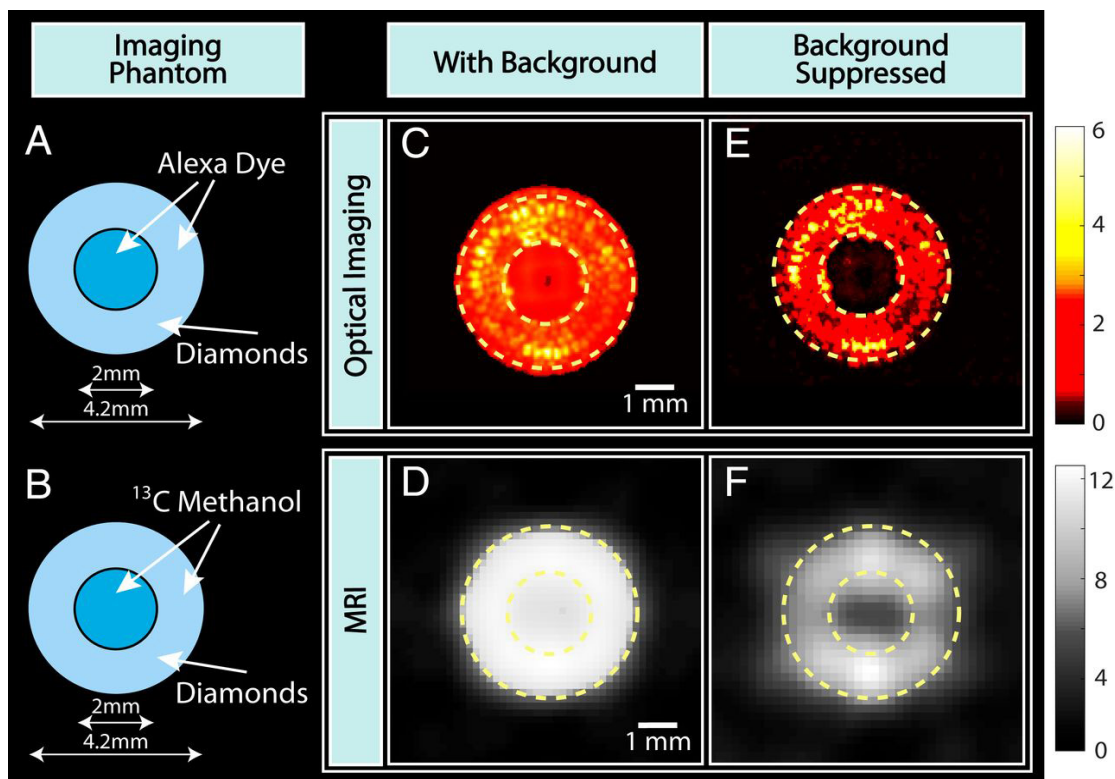 Imaging
Phantom
With Background
Background
Suppressed
A
Alexa Dye
Diamonds
2mm
4.2mm
B
¹³C Methanol
Diamonds
2mm
4.2mm
Optical Imaging
C
1 mm
E
6
4
2
0
MRI
D
1 mm
F
12
8
4
0